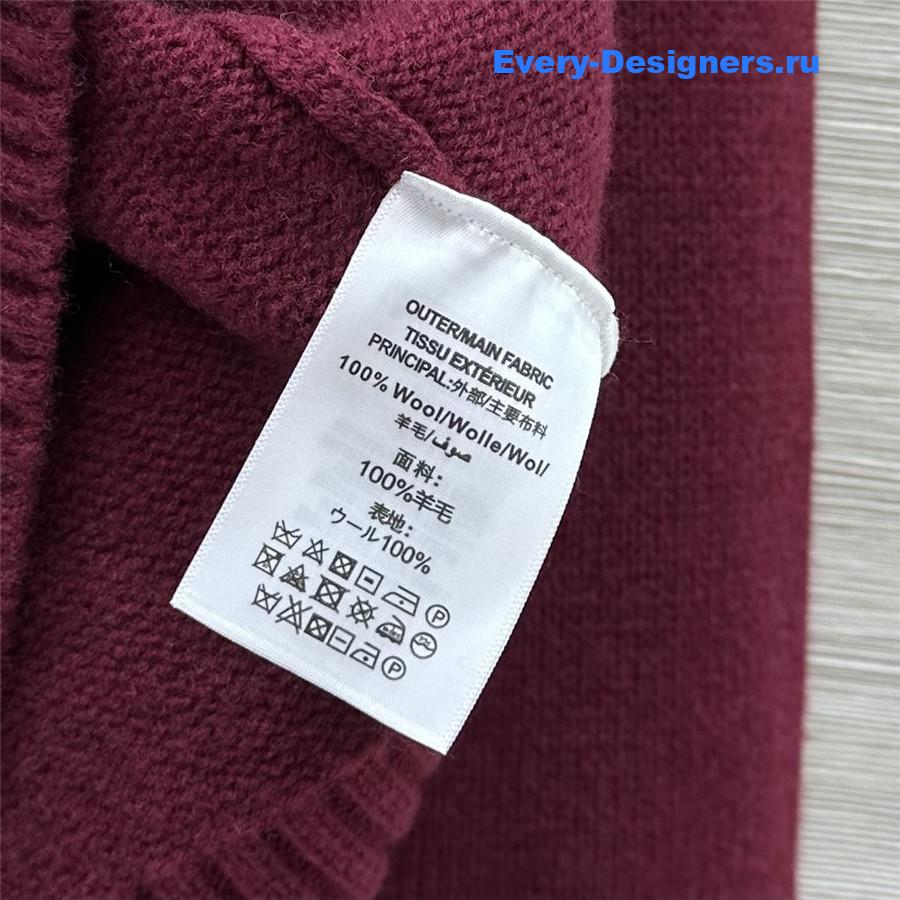 Every-Designers.ru
OUTER/MAIN FABRIC
TISSU EXTÉRIEUR
PRINCIPAL:外部/主要布料
100% Wool/Wolle/Wol/
羊毛/صوف
面料:
100%羊毛
表地:
ウール100%
P
P